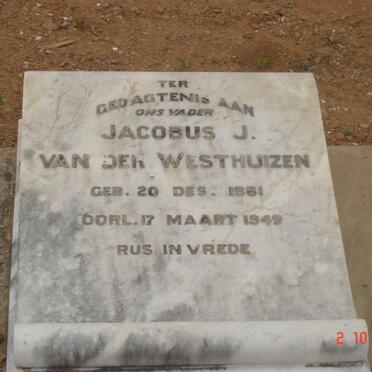 TER
GEDAGTENIS AAN
ONS VADER
JACOBUS J.
VAN DER WESTHUIZEN
GEB. 20 DES. 1861
OORL. 17 MAART 1949
RUS IN VREDE
2 10